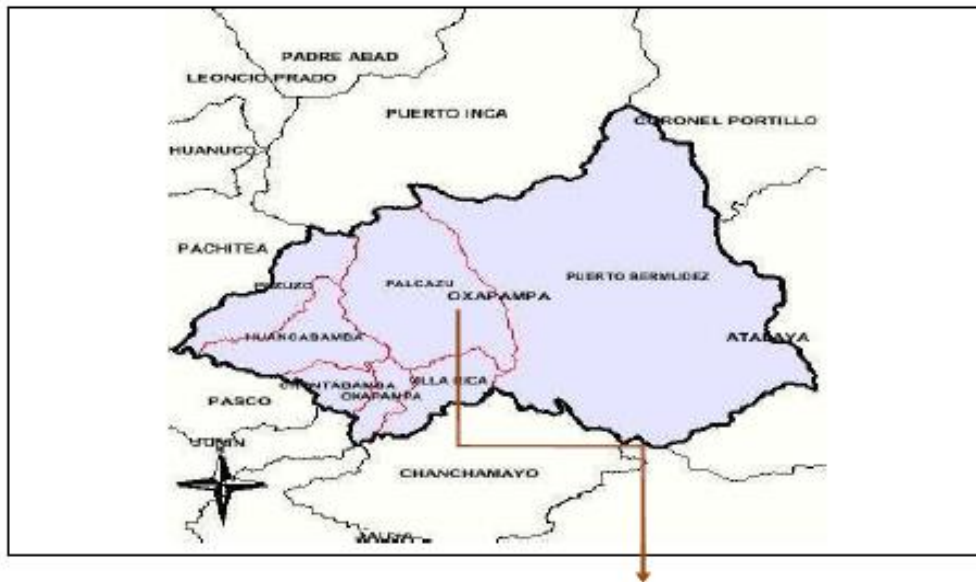 PADRE ABAD
LEONCIO PRADO
PUERTO INCA
CORONEL PORTILLO
HUANUCO
PACHITEA
PUERTO BERMUDEZ
POZUZO
PALCAZU
OXAPAMPA
HUANCABAMBA
ATALAYA
VILLA RICA
CHONTABAMBA
OXAPAMPA
PASCO
JUNIN
N
CHANCHAMAYO